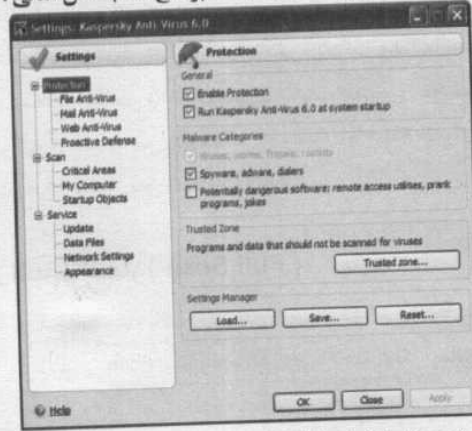 Settings: Kaspersky Anti-Virus 6.0
Settings
Protection
File Anti-Virus
Mail Anti-Virus
Web Anti-Virus
Proactive Defense
Scan
Critical Areas
My Computer
Startup Objects
Service
Update
Data Files
Network Settings
Appearance
Help
Protection
General
Enable Protection
Run Kaspersky Anti-Virus 6.0 at system startup
Malware Categories
Viruses, worms, Trojans, rootkits
Spyware, adware, dialers
Potentially dangerous software: remote access utilities, prank
programs, jokes
Trusted Zone
Programs and data that should not be scanned for viruses
Trusted zone...
Settings Manager
Load...
Save...
Reset...
OK
Close
Apply